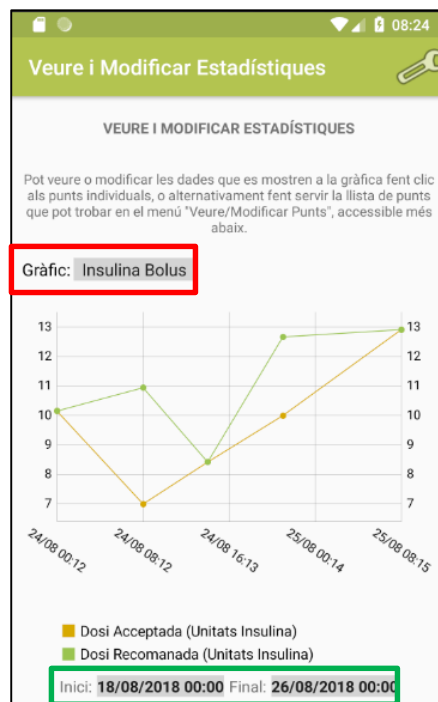 08:24
Veure i Modificar Estadístiques
VEURE I MODIFICAR ESTADÍSTIQUES
Pot veure o modificar les dades que es mostren a la gràfica fent clic
als punts individuals, o alternativament fent servir la llista de punts
que pot trobar en el menú "Veure/Modificar Punts", accessible més
abaix.
Gràfic: Insulina Bolus
13 13
12 12
11 11
10 10
9 9
8 8
7 7
24/08 00:12 24/08 08:12 24/08 16:13 25/08 00:14 25/08 08:15
Dosi Acceptada (Unitats Insulina)
Dosi Recomanada (Unitats Insulina)
Inici: 18/08/2018 00:00 Final: 26/08/2018 00:00